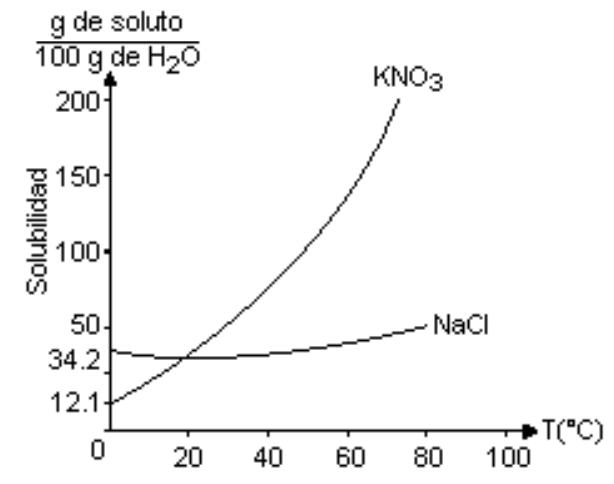 g de soluto
100 g de H₂O
KNO₃
200
150
Solubilidad
100
50
NaCl
34.2
12.1
T(°C)
0
20
40
60
80
100